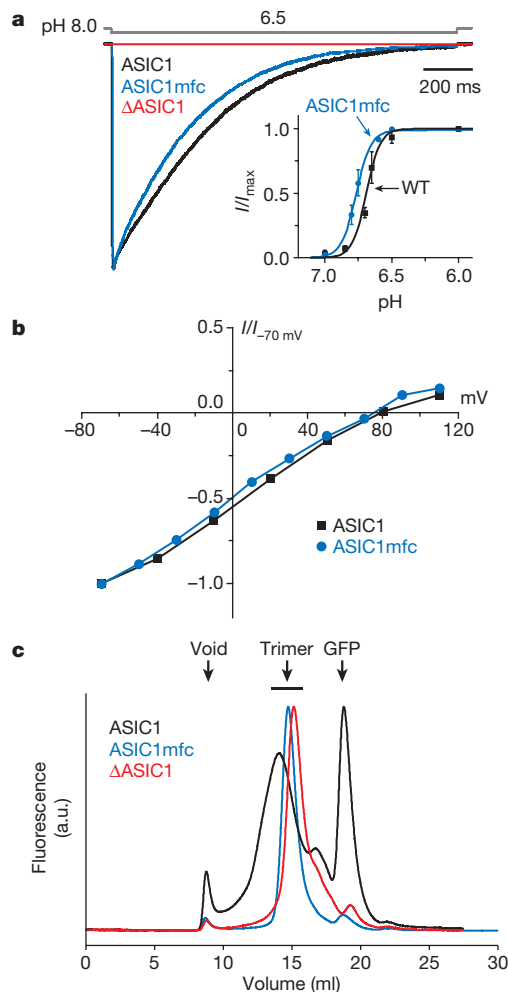 a
pH 8.0 6.5
ASIC1
ASIC1mfc
ΔASIC1
200 ms
ASIC1mfc
WT
I/Imax
1.0
0.5
0.0
7.0 6.5 6.0
pH
b
I/I–70 mV
0.5
0.0
mV
–80 –40 0 40 80 120
–0.5
–1.0
ASIC1
ASIC1mfc
c
Void Trimer GFP
ASIC1
ASIC1mfc
ΔASIC1
Fluorescence
(a.u.)
0 5 10 15 20 25 30
Volume (ml)